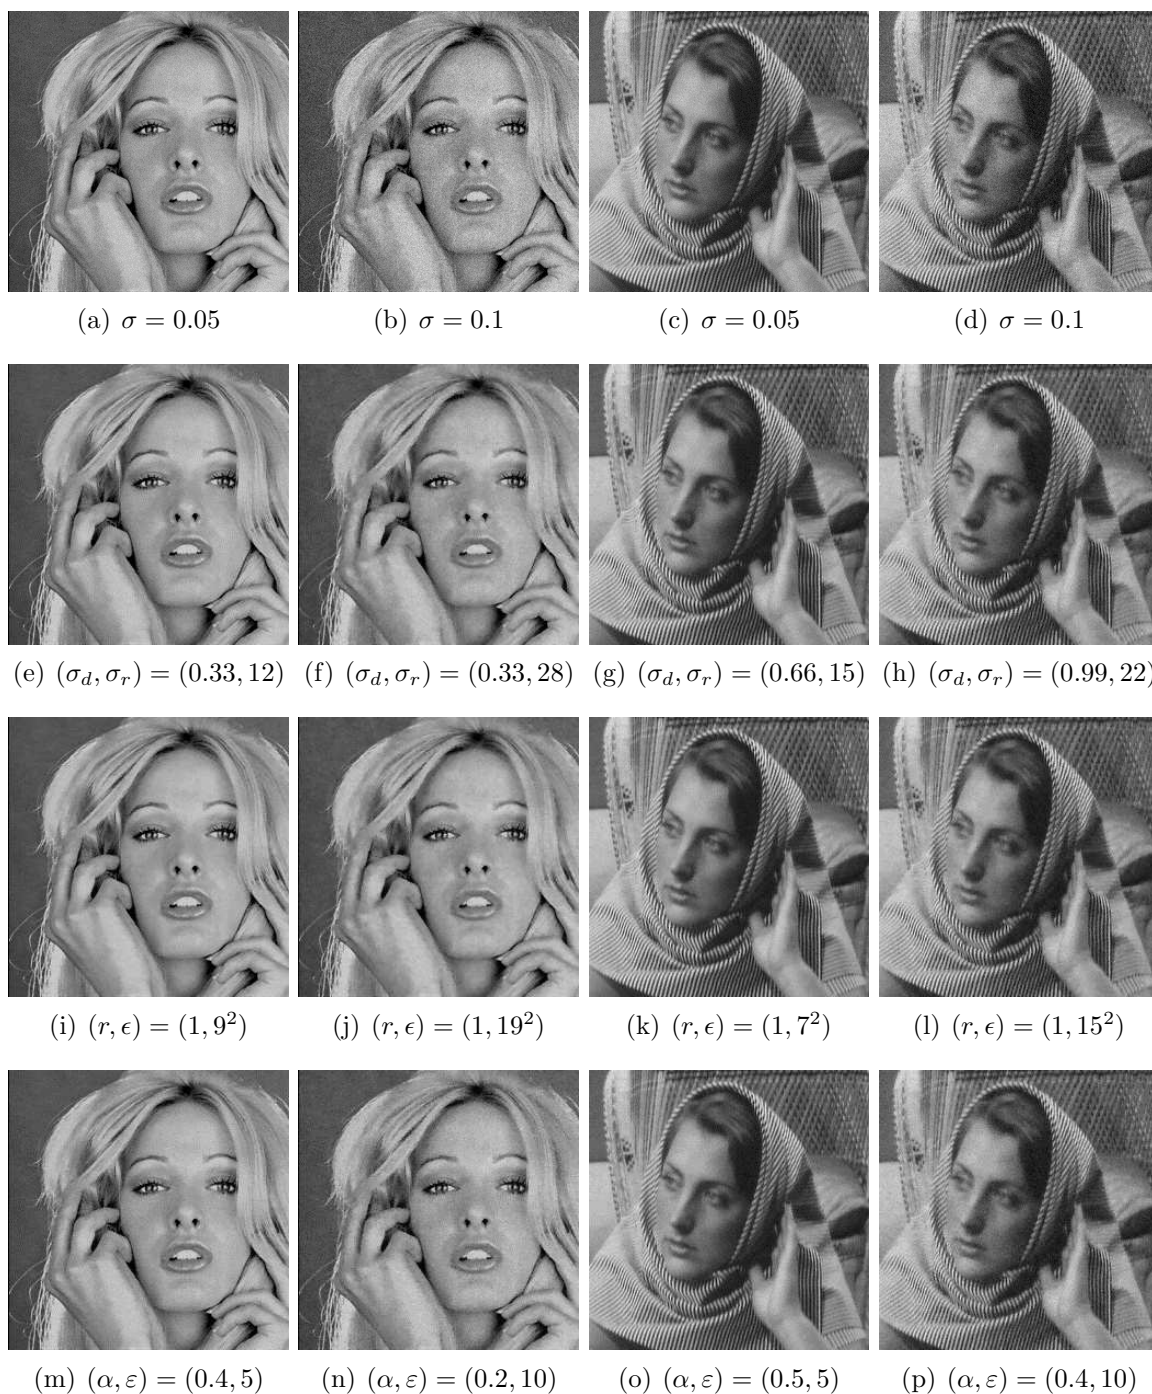 (a) σ = 0.05 (b) σ = 0.1 (c) σ = 0.05 (d) σ = 0.1
(e) (σ_d, σ_r) = (0.33, 12) (f) (σ_d, σ_r) = (0.33, 28) (g) (σ_d, σ_r) = (0.66, 15) (h) (σ_d, σ_r) = (0.99, 22)
(i) (r, ϵ) = (1, 9²) (j) (r, ϵ) = (1, 19²) (k) (r, ϵ) = (1, 7²) (l) (r, ϵ) = (1, 15²)
(m) (α, ε) = (0.4, 5) (n) (α, ε) = (0.2, 10) (o) (α, ε) = (0.5, 5) (p) (α, ε) = (0.4, 10)